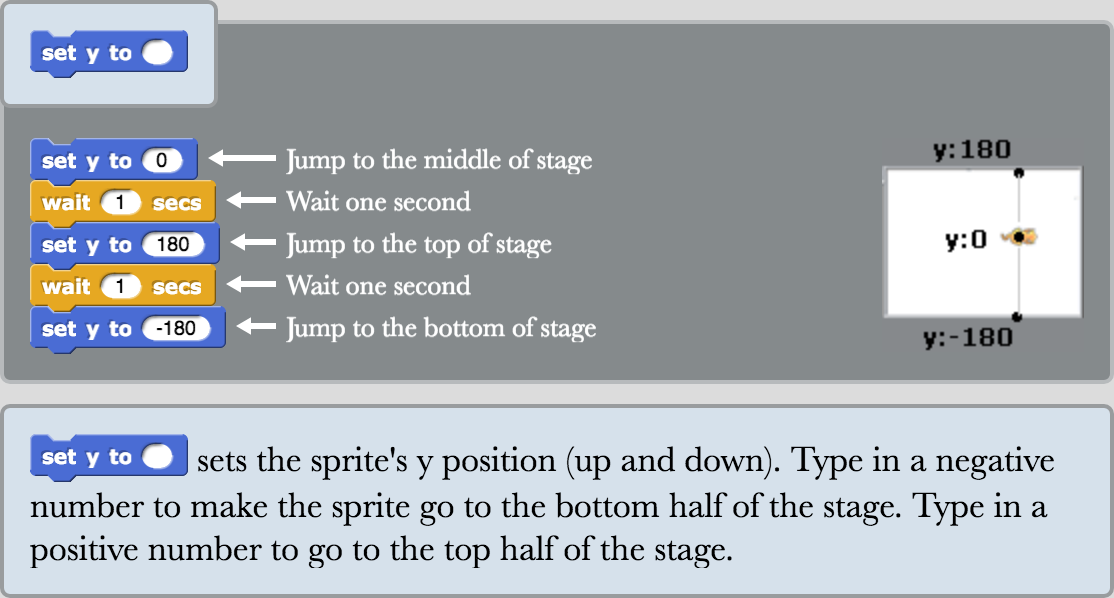 set y to
set y to 0 Jump to the middle of stage
wait 1 secs Wait one second
set y to 180 Jump to the top of stage
wait 1 secs Wait one second
set y to -180 Jump to the bottom of stage
y:180
y:0
y:-180
set y to sets the sprite's y position (up and down). Type in a negative
number to make the sprite go to the bottom half of the stage. Type in a
positive number to go to the top half of the stage.